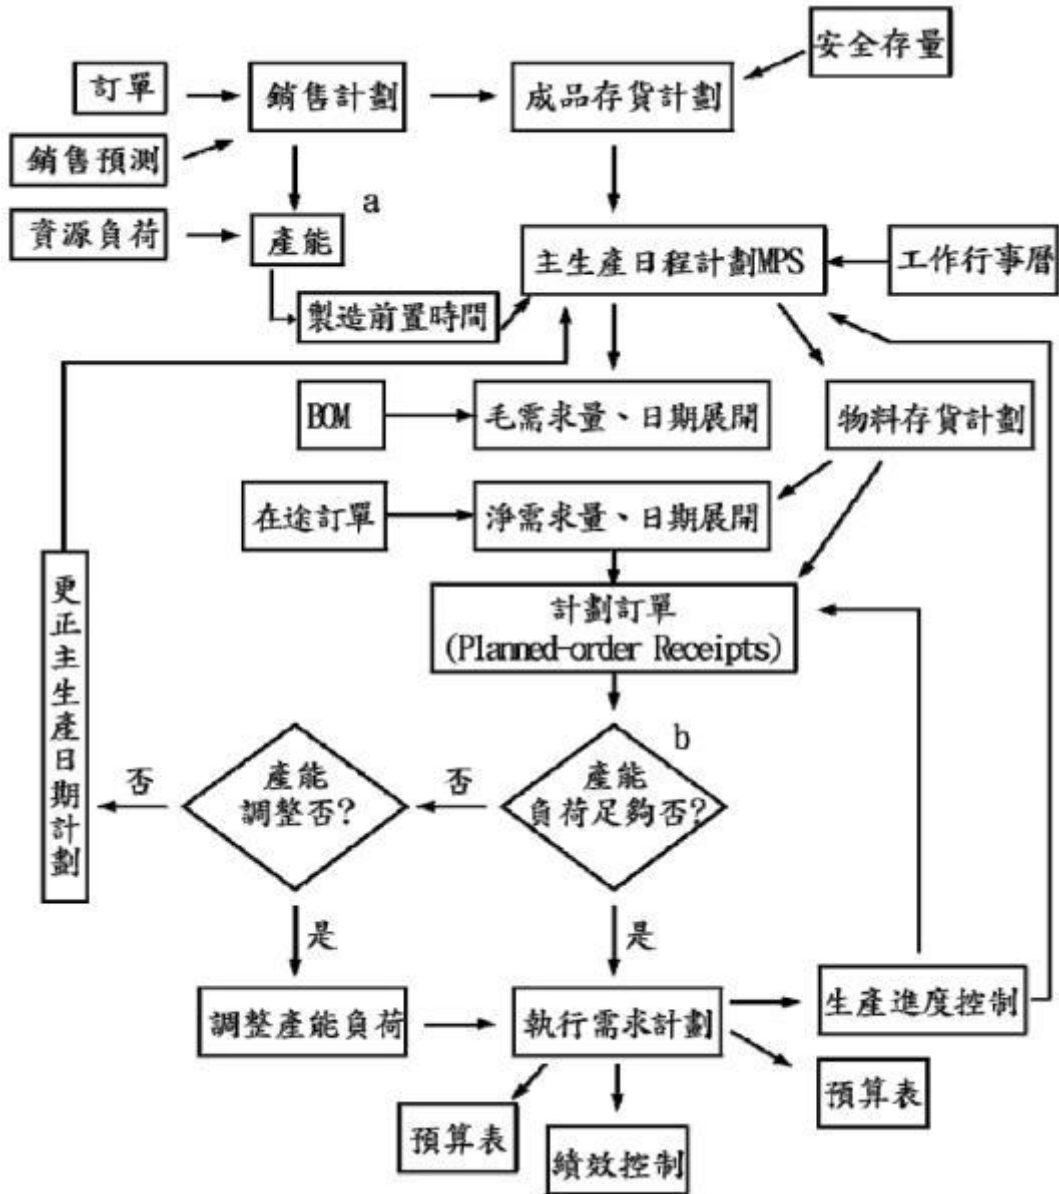 安全存量
訂單
銷售計劃
成品存貨計劃
銷售預測
a
資源負荷
產能
主生產日程計劃MPS
工作行事曆
製造前置時間
BOM
毛需求量、日期展開
物料存貨計劃
在途訂單
淨需求量、日期展開
更正主生產日期計劃
計劃訂單
(Planned-order Receipts)
b
產能
調整否?
產能
負荷足夠否?
否
否
是
是
調整產能負荷
執行需求計劃
生產進度控制
預算表
預算表
績效控制